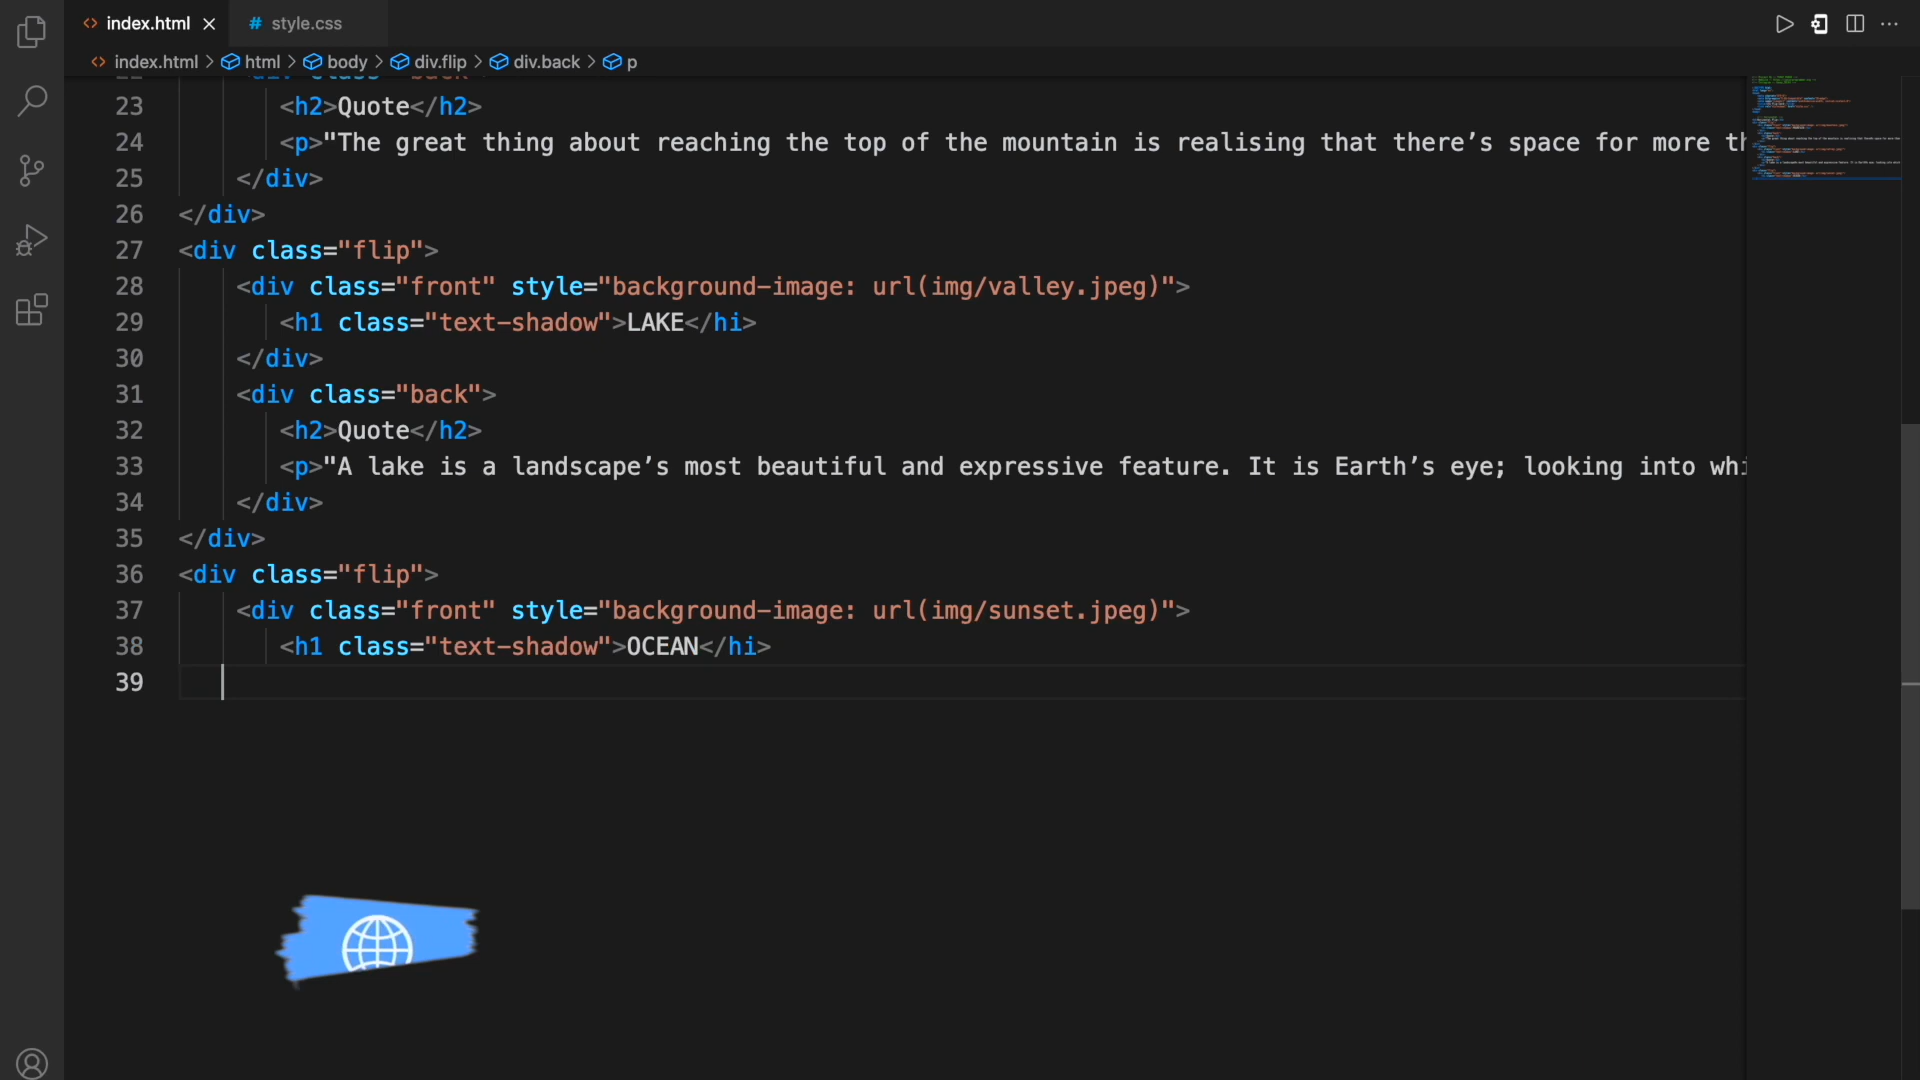 index.html
# style.css
index.html > html > body > div.flip > div.back > p
23 <h2>Quote</h2>
24 <p>"The great thing about reaching the top of the mountain is realising that there’s space for more
25 </div>
26 </div>
27 <div class="flip">
28 <div class="front" style="background-image: url(img/valley.jpeg)">
29 <h1 class="text-shadow">LAKE</hi>
30 </div>
31 <div class="back">
32 <h2>Quote</h2>
33 <p>"A lake is a landscape’s most beautiful and expressive feature. It is Earth’s eye; looking into
34 </div>
35 </div>
36 <div class="flip">
37 <div class="front" style="background-image: url(img/sunset.jpeg)">
38 <h1 class="text-shadow">OCEAN</hi>
39